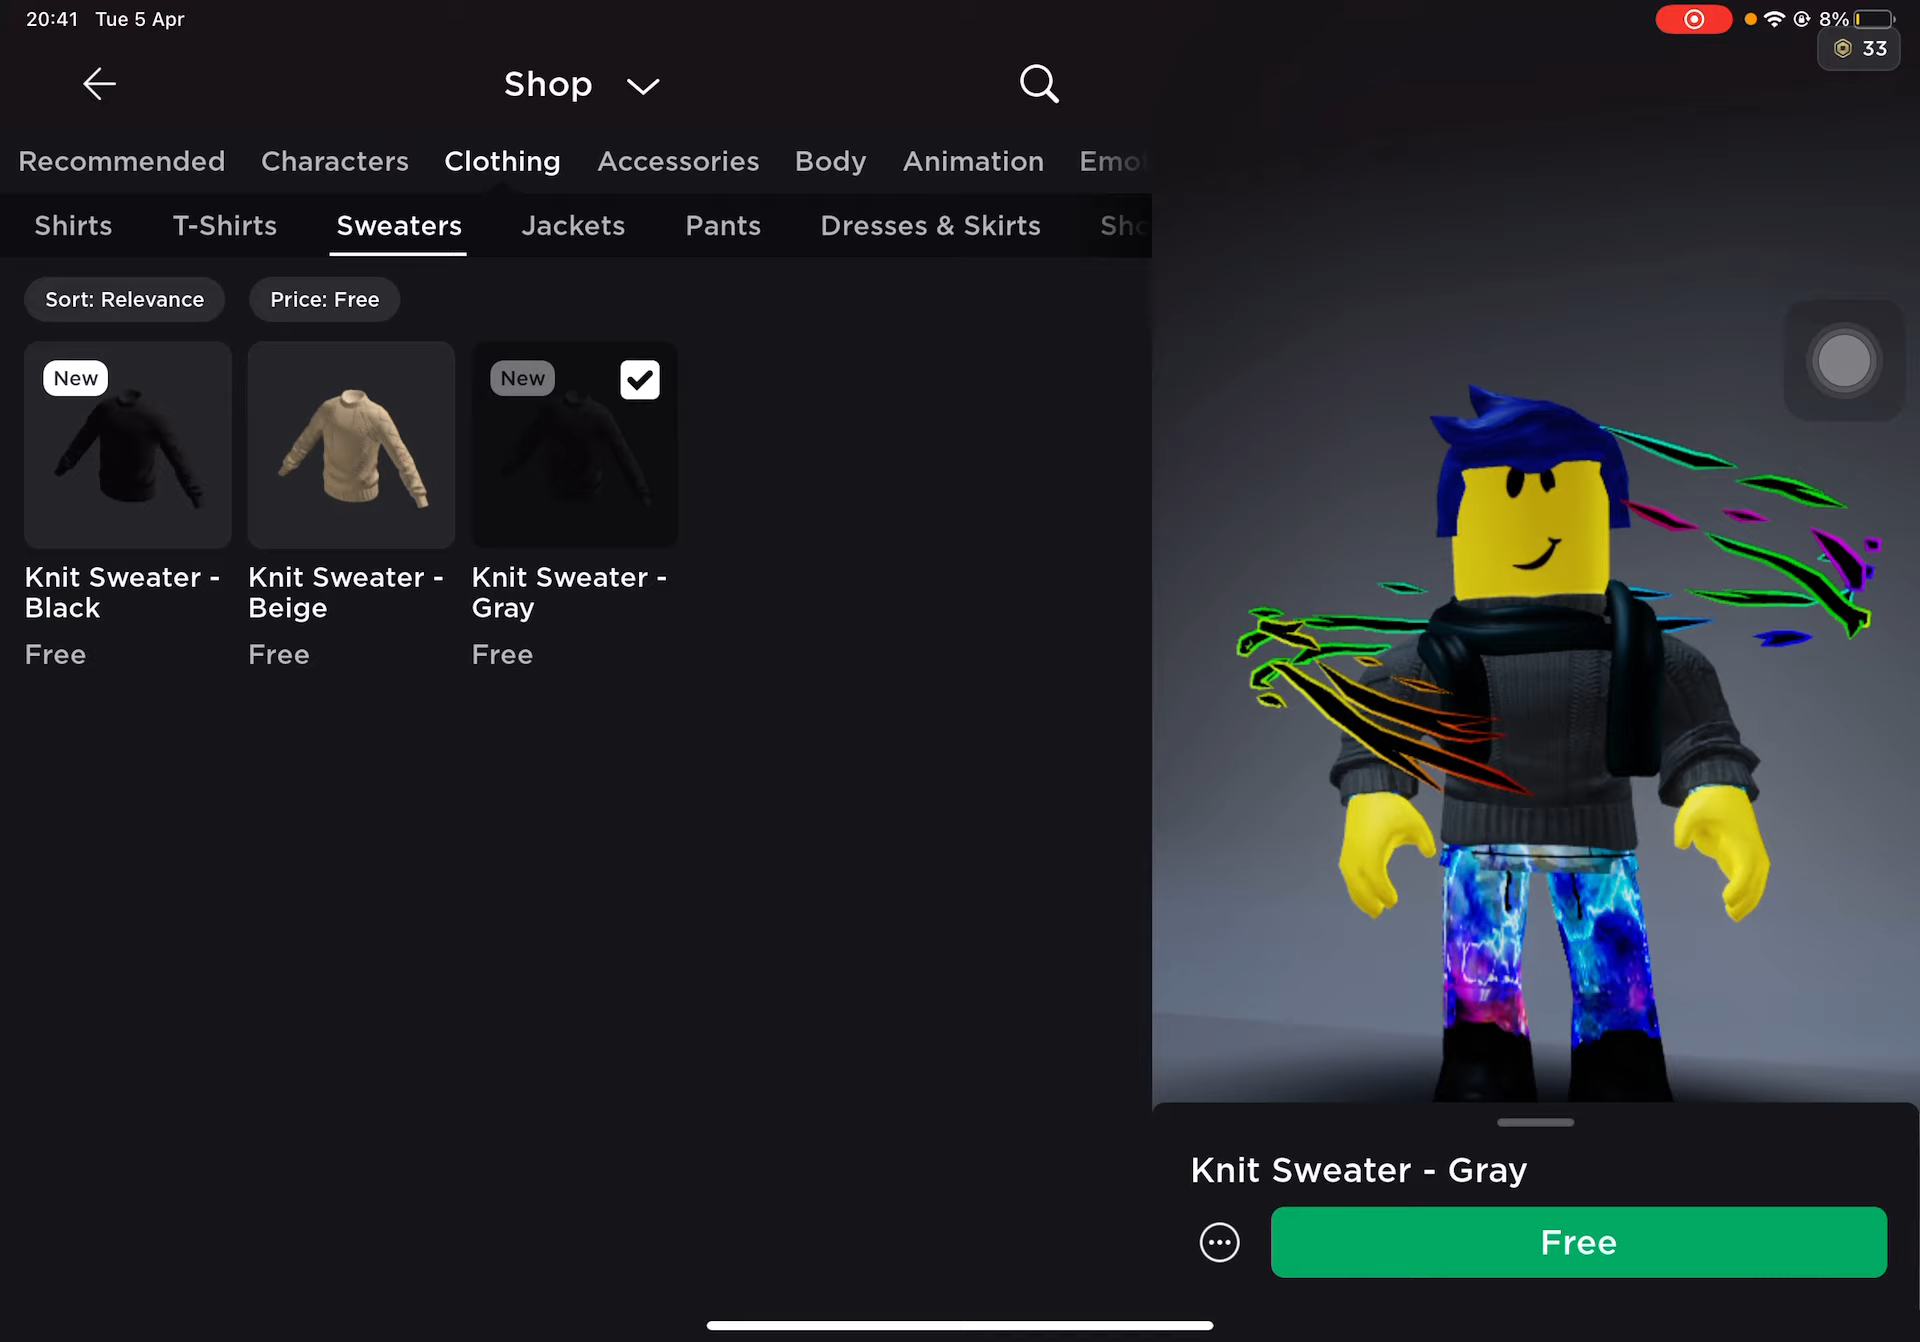 20:41 Tue 5 Apr
8%
33
Shop
Recommended Characters Clothing Accessories Body Animation Emo
Shirts T-Shirts Sweaters Jackets Pants Dresses & Skirts Sho
Sort: Relevance Price: Free
New New
Knit Sweater - Black
Free
Knit Sweater - Beige
Free
Knit Sweater - Gray
Free
Knit Sweater - Gray
Free